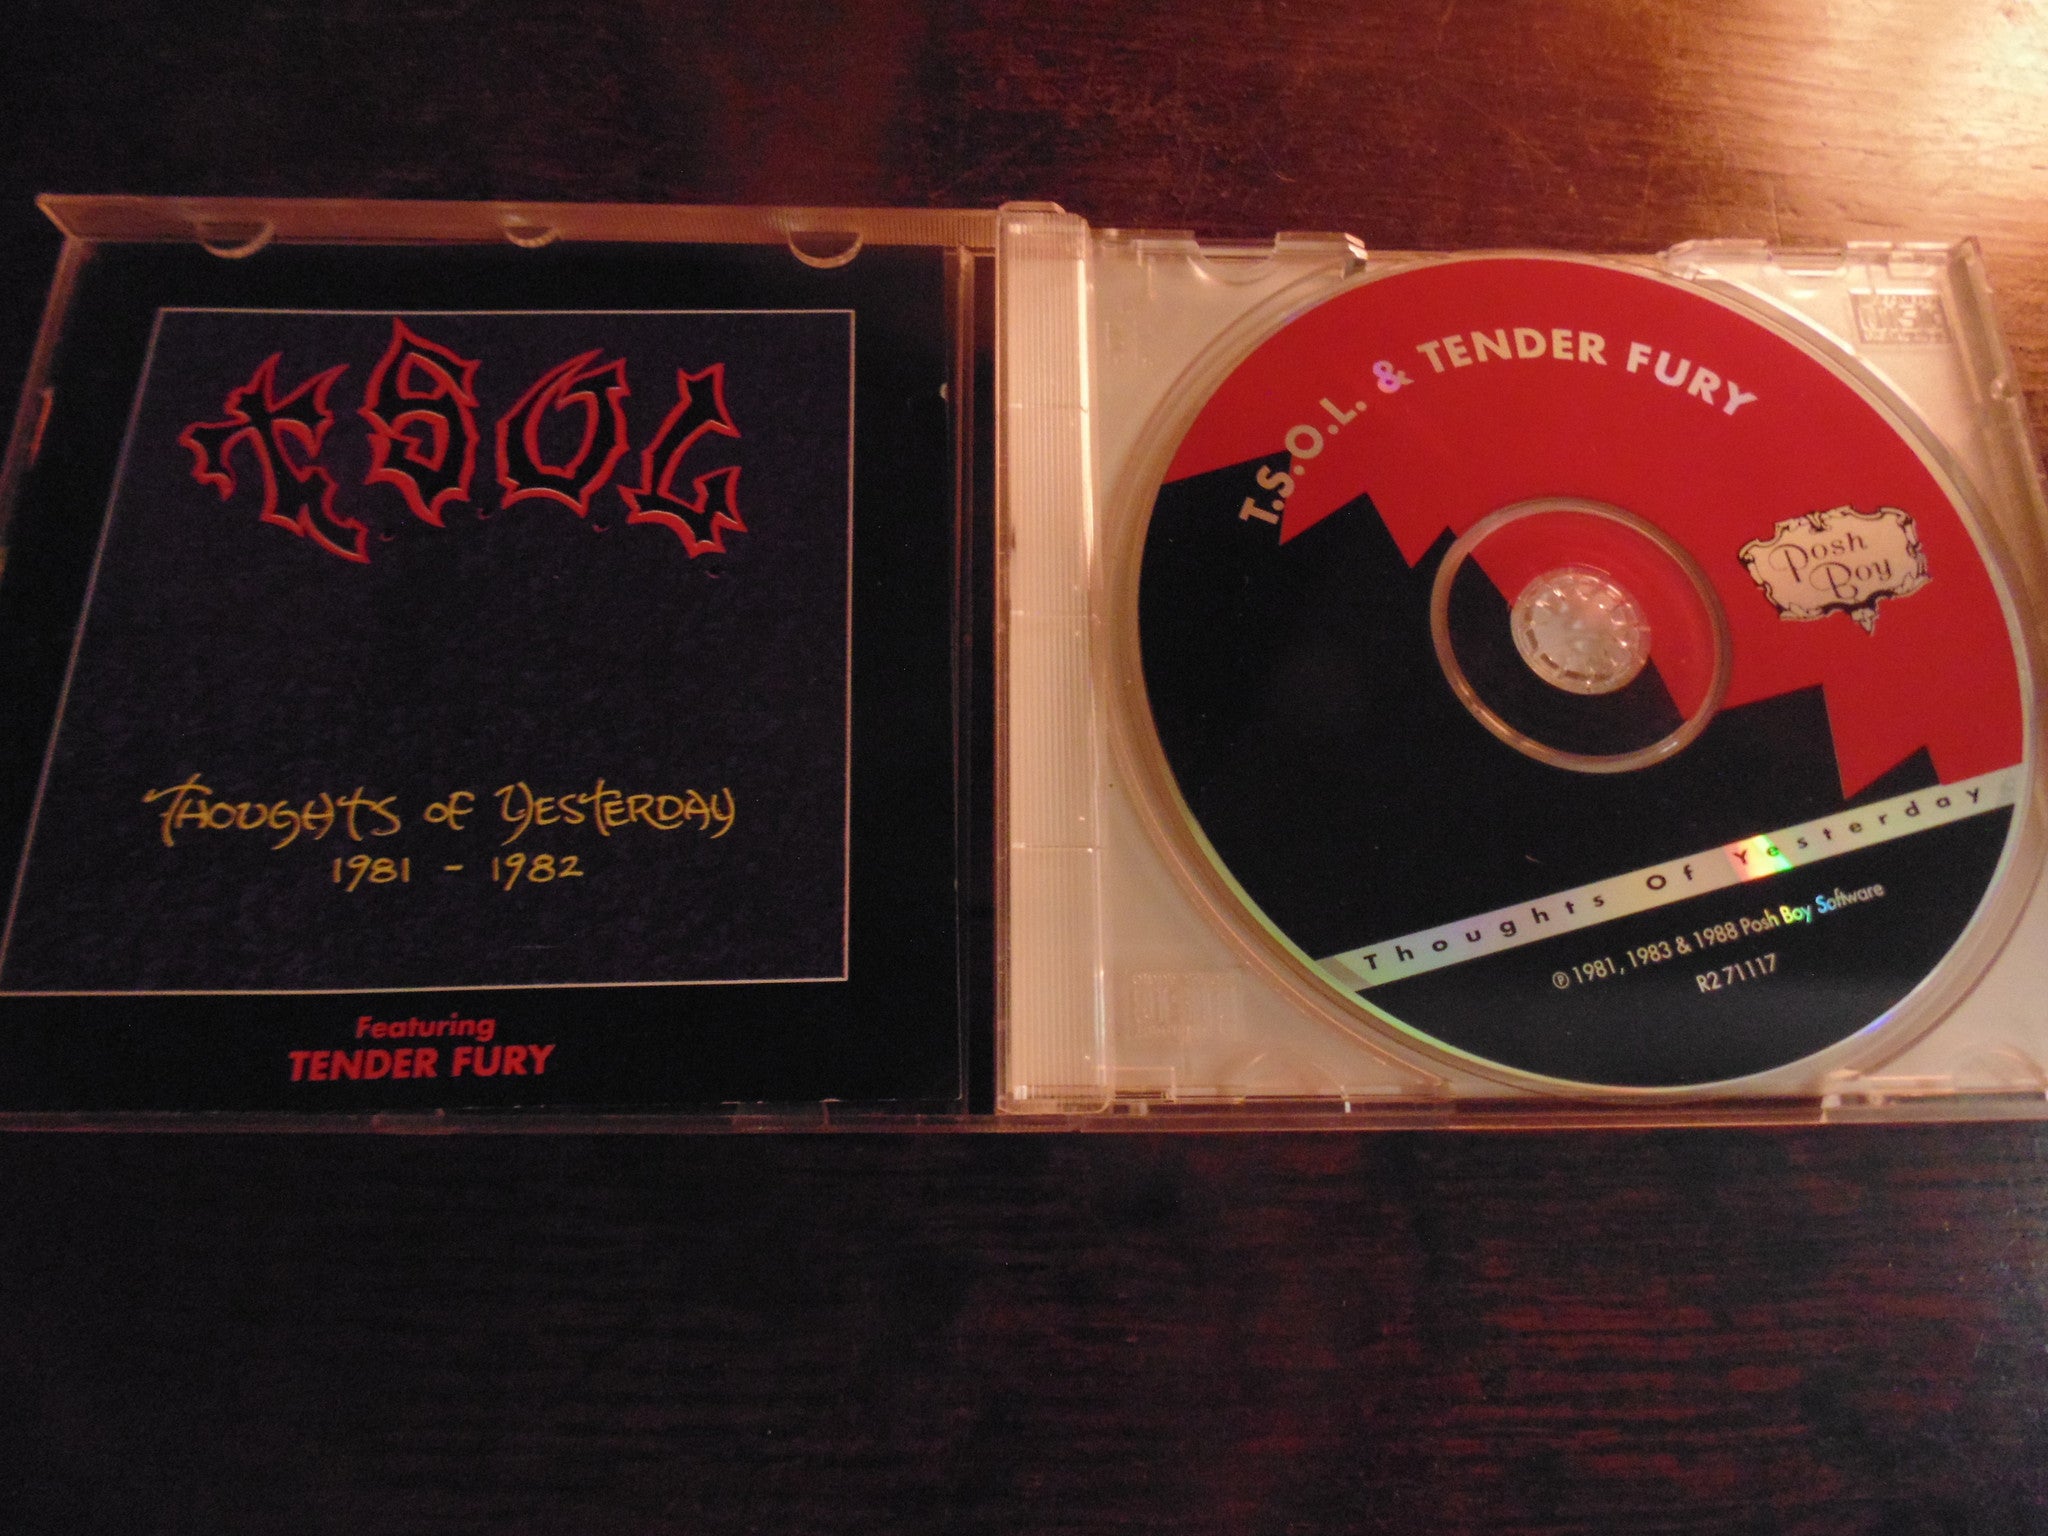 TSOL
Thoughts of Yesterday
1981 - 1982
Featuring
TENDER FURY
T.S.O.L. & TENDER FURY
Posh
Boy
Thoughts Of Yesterday
℗ 1981, 1983 & 1988 Posh Boy Software
R2 71117